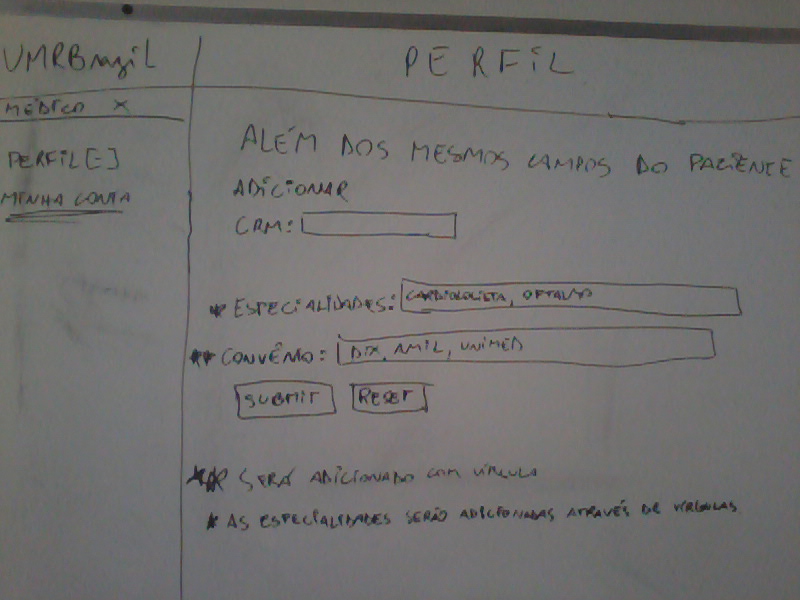 VMRBrazil
PERFIL
MÉDICO X
PERFIL [-]
MINHA CONTA
ALÉM DOS MESMOS CAMPOS DO PACIENTE
ADICIONAR
CRM:
* ESPECIALIDADES: CARDIOLOGISTA, OFTALMO
** CONVÊNIO: DIX, AMIL, UNIMED
SUBMIT RESET
** SERÁ ADICIONADO COM VÍRGULA
* AS ESPECIALIDADES SERÃO ADICIONADAS ATRAVÉS DE VÍRGULAS